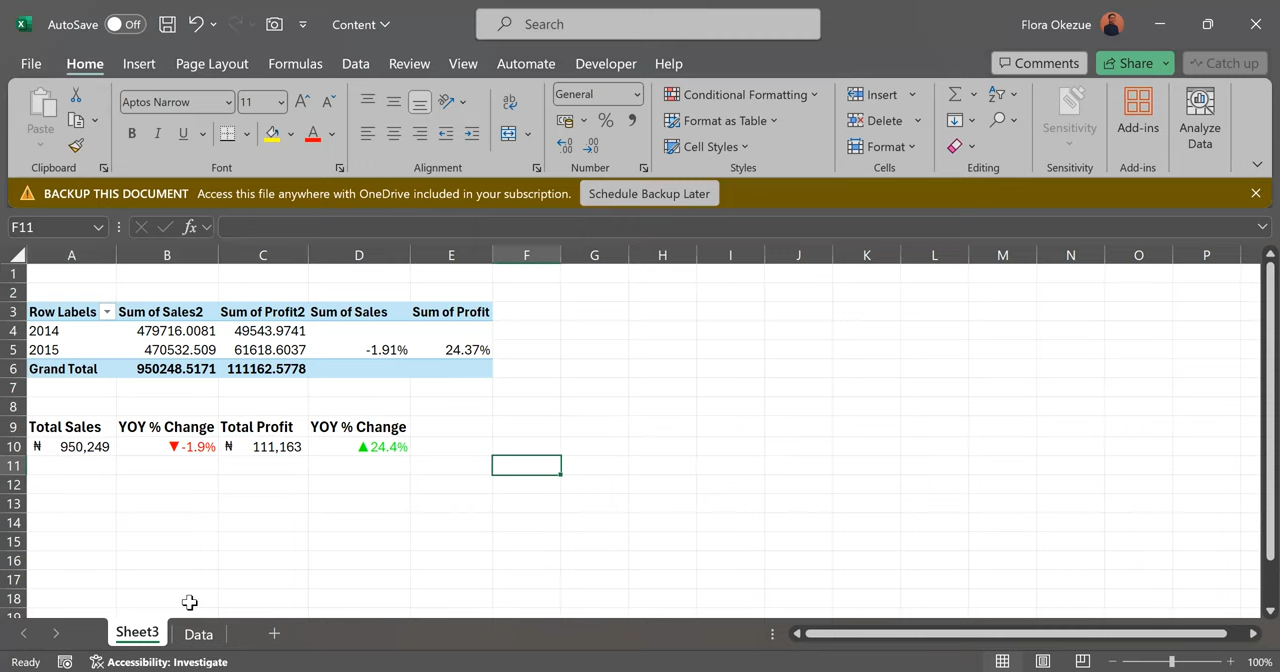 AutoSave Off Content Search Flora Okezue
File Home Insert Page Layout Formulas Data Review View Automate Developer Help Comments Share Catch up
Paste Aptos Narrow 11 A A ab General Conditional Formatting Insert
B I U A % Format as Table Delete Sensitivity Add-ins Analyze Data
Cell Styles Format
Clipboard Font Alignment Number Styles Cells Editing Sensitivity Add-ins
BACKUP THIS DOCUMENT Access this file anywhere with OneDrive included in your subscription. Schedule Backup Later
F11 fx
A B C D E F G H I J K L M N O P
1
2
3 Row Labels Sum of Sales2 Sum of Profit2 Sum of Sales Sum of Profit
4 2014 479716.0081 49543.9741
5 2015 470532.509 61618.6037 -1.91% 24.37%
6 Grand Total 950248.5171 111162.5778
7
8
9 Total Sales YOY % Change Total Profit YOY % Change
10 ₦ 950,249 ▼-1.9% ₦ 111,163 ▲24.4%
11
12
13
14
15
16
17
18
19
Sheet3 Data
Ready Accessibility: Investigate 100%